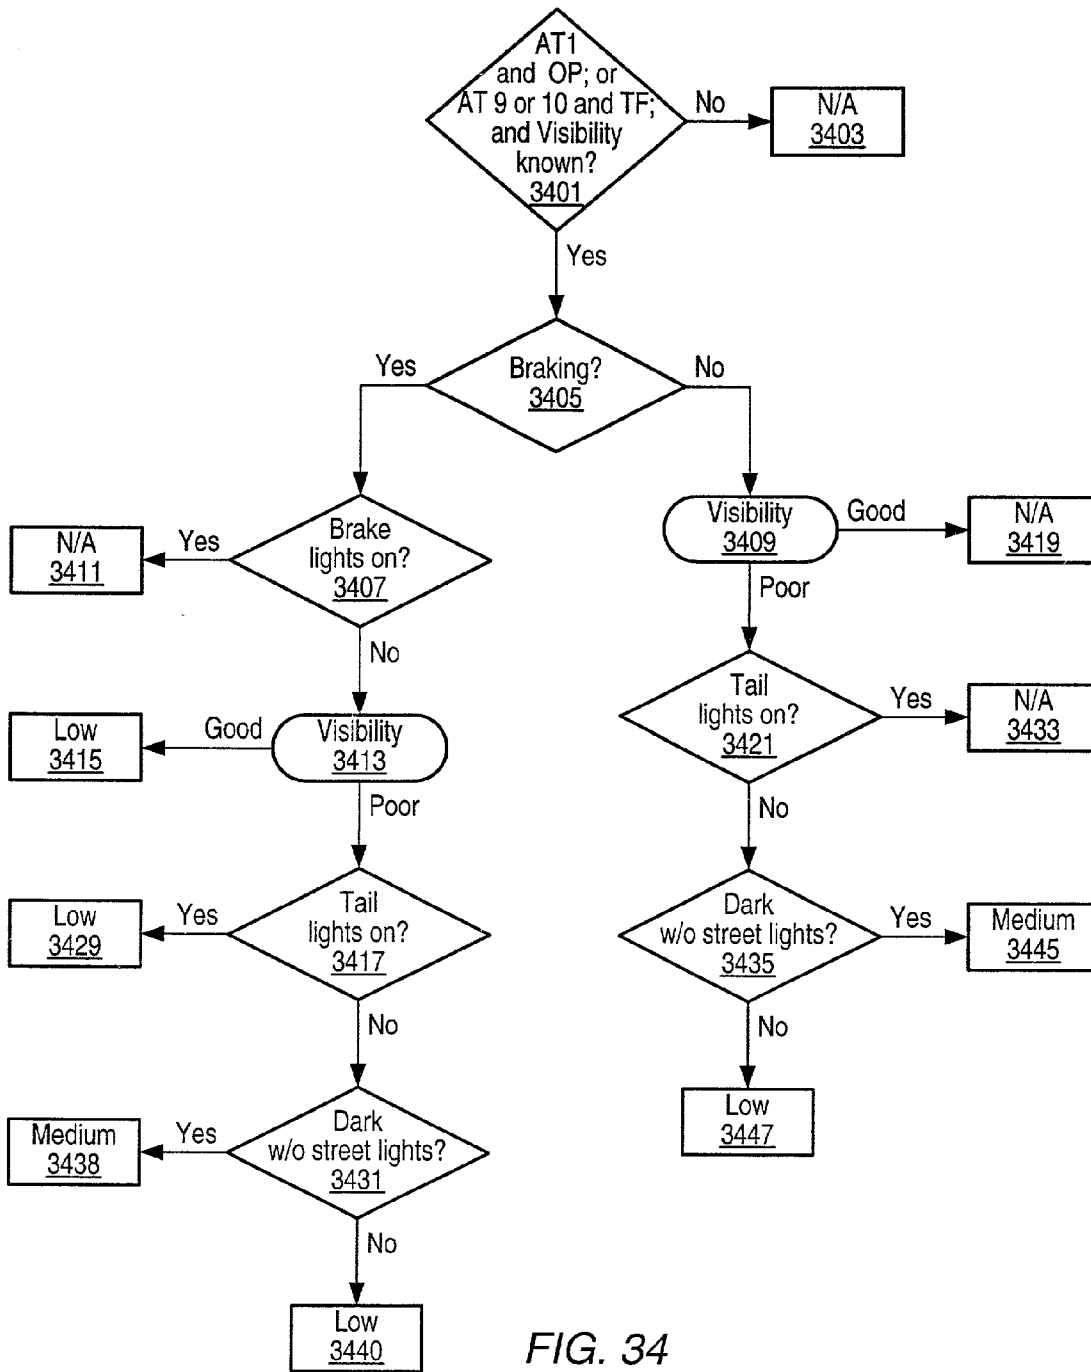 AT1
and OP; or
AT 9 or 10 and TF;
and Visibility
known?
3401
No
N/A
3403
Yes
Braking?
3405
Yes
No
Brake
lights on?
3407
Yes
N/A
3411
No
Visibility
3409
Good
N/A
3419
Poor
Visibility
3413
Good
Low
3415
Poor
Tail
lights on?
3421
Yes
N/A
3433
No
Tail
lights on?
3417
Yes
Low
3429
No
Dark
w/o street lights?
3435
Yes
Medium
3445
No
Low
3447
Dark
w/o street lights?
3431
Yes
Medium
3438
No
Low
3440
FIG. 34